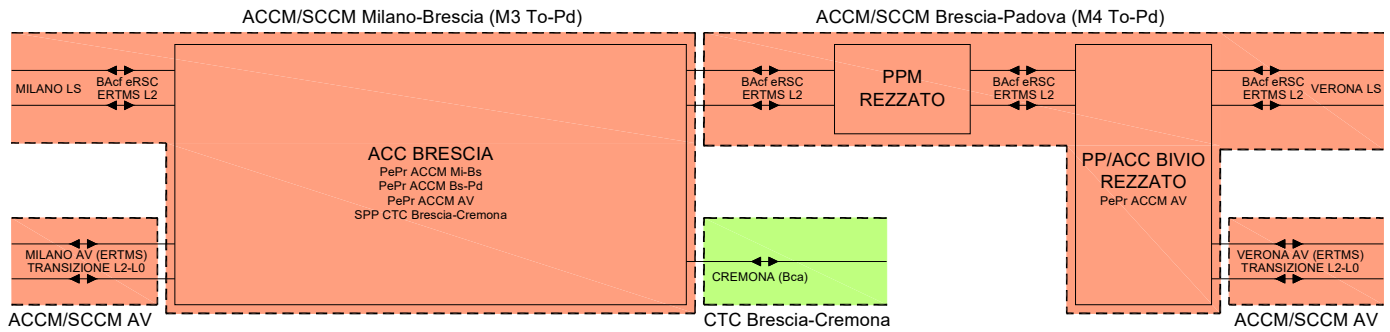 ACCM/SCCM Milano-Brescia (M3 To-Pd)
ACCM/SCCM Brescia-Padova (M4 To-Pd)
MILANO LS
BAcf eRSC
ERTMS L2
ACC BRESCIA
PePr ACCM Mi-Bs
PePr ACCM Bs-Pd
PePr ACCM AV
SPP CTC Brescia-Cremona
BAcf eRSC
ERTMS L2
PPM
REZZATO
BAcf eRSC
ERTMS L2
PP/ACC BIVIO
REZZATO
PePr ACCM AV
BAcf eRSC
ERTMS L2
VERONA LS
MILANO AV (ERTMS)
TRANSIZIONE L2-L0
CREMONA (Bca)
VERONA AV (ERTMS)
TRANSIZIONE L2-L0
ACCM/SCCM AV
CTC Brescia-Cremona
ACCM/SCCM AV